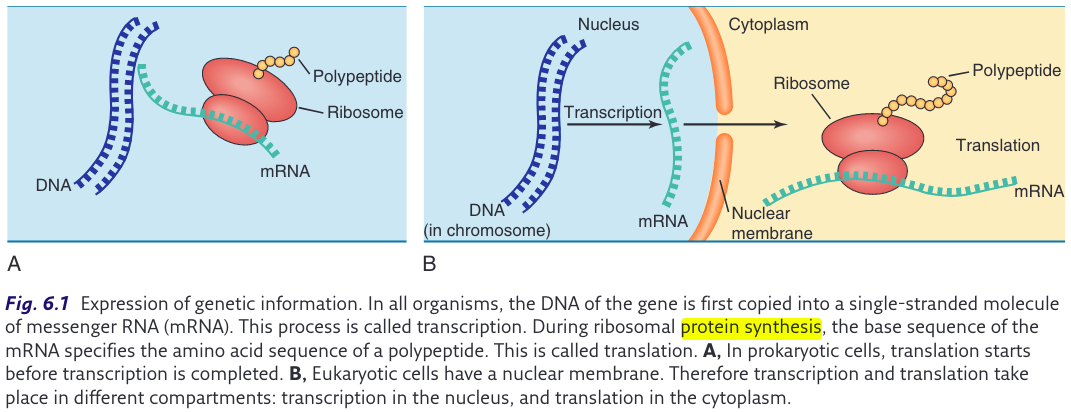 Polypeptide
Ribosome
mRNA
DNA
A
Nucleus
Cytoplasm
Transcription
DNA
(in chromosome)
mRNA
Nuclear
membrane
Ribosome
Polypeptide
Translation
mRNA
B
Fig. 6.1 Expression of genetic information. In all organisms, the DNA of the gene is first copied into a single-stranded molecule
of messenger RNA (mRNA). This process is called transcription. During ribosomal protein synthesis, the base sequence of the
mRNA specifies the amino acid sequence of a polypeptide. This is called translation. A, In prokaryotic cells, translation starts
before transcription is completed. B, Eukaryotic cells have a nuclear membrane. Therefore transcription and translation take
place in different compartments: transcription in the nucleus, and translation in the cytoplasm.